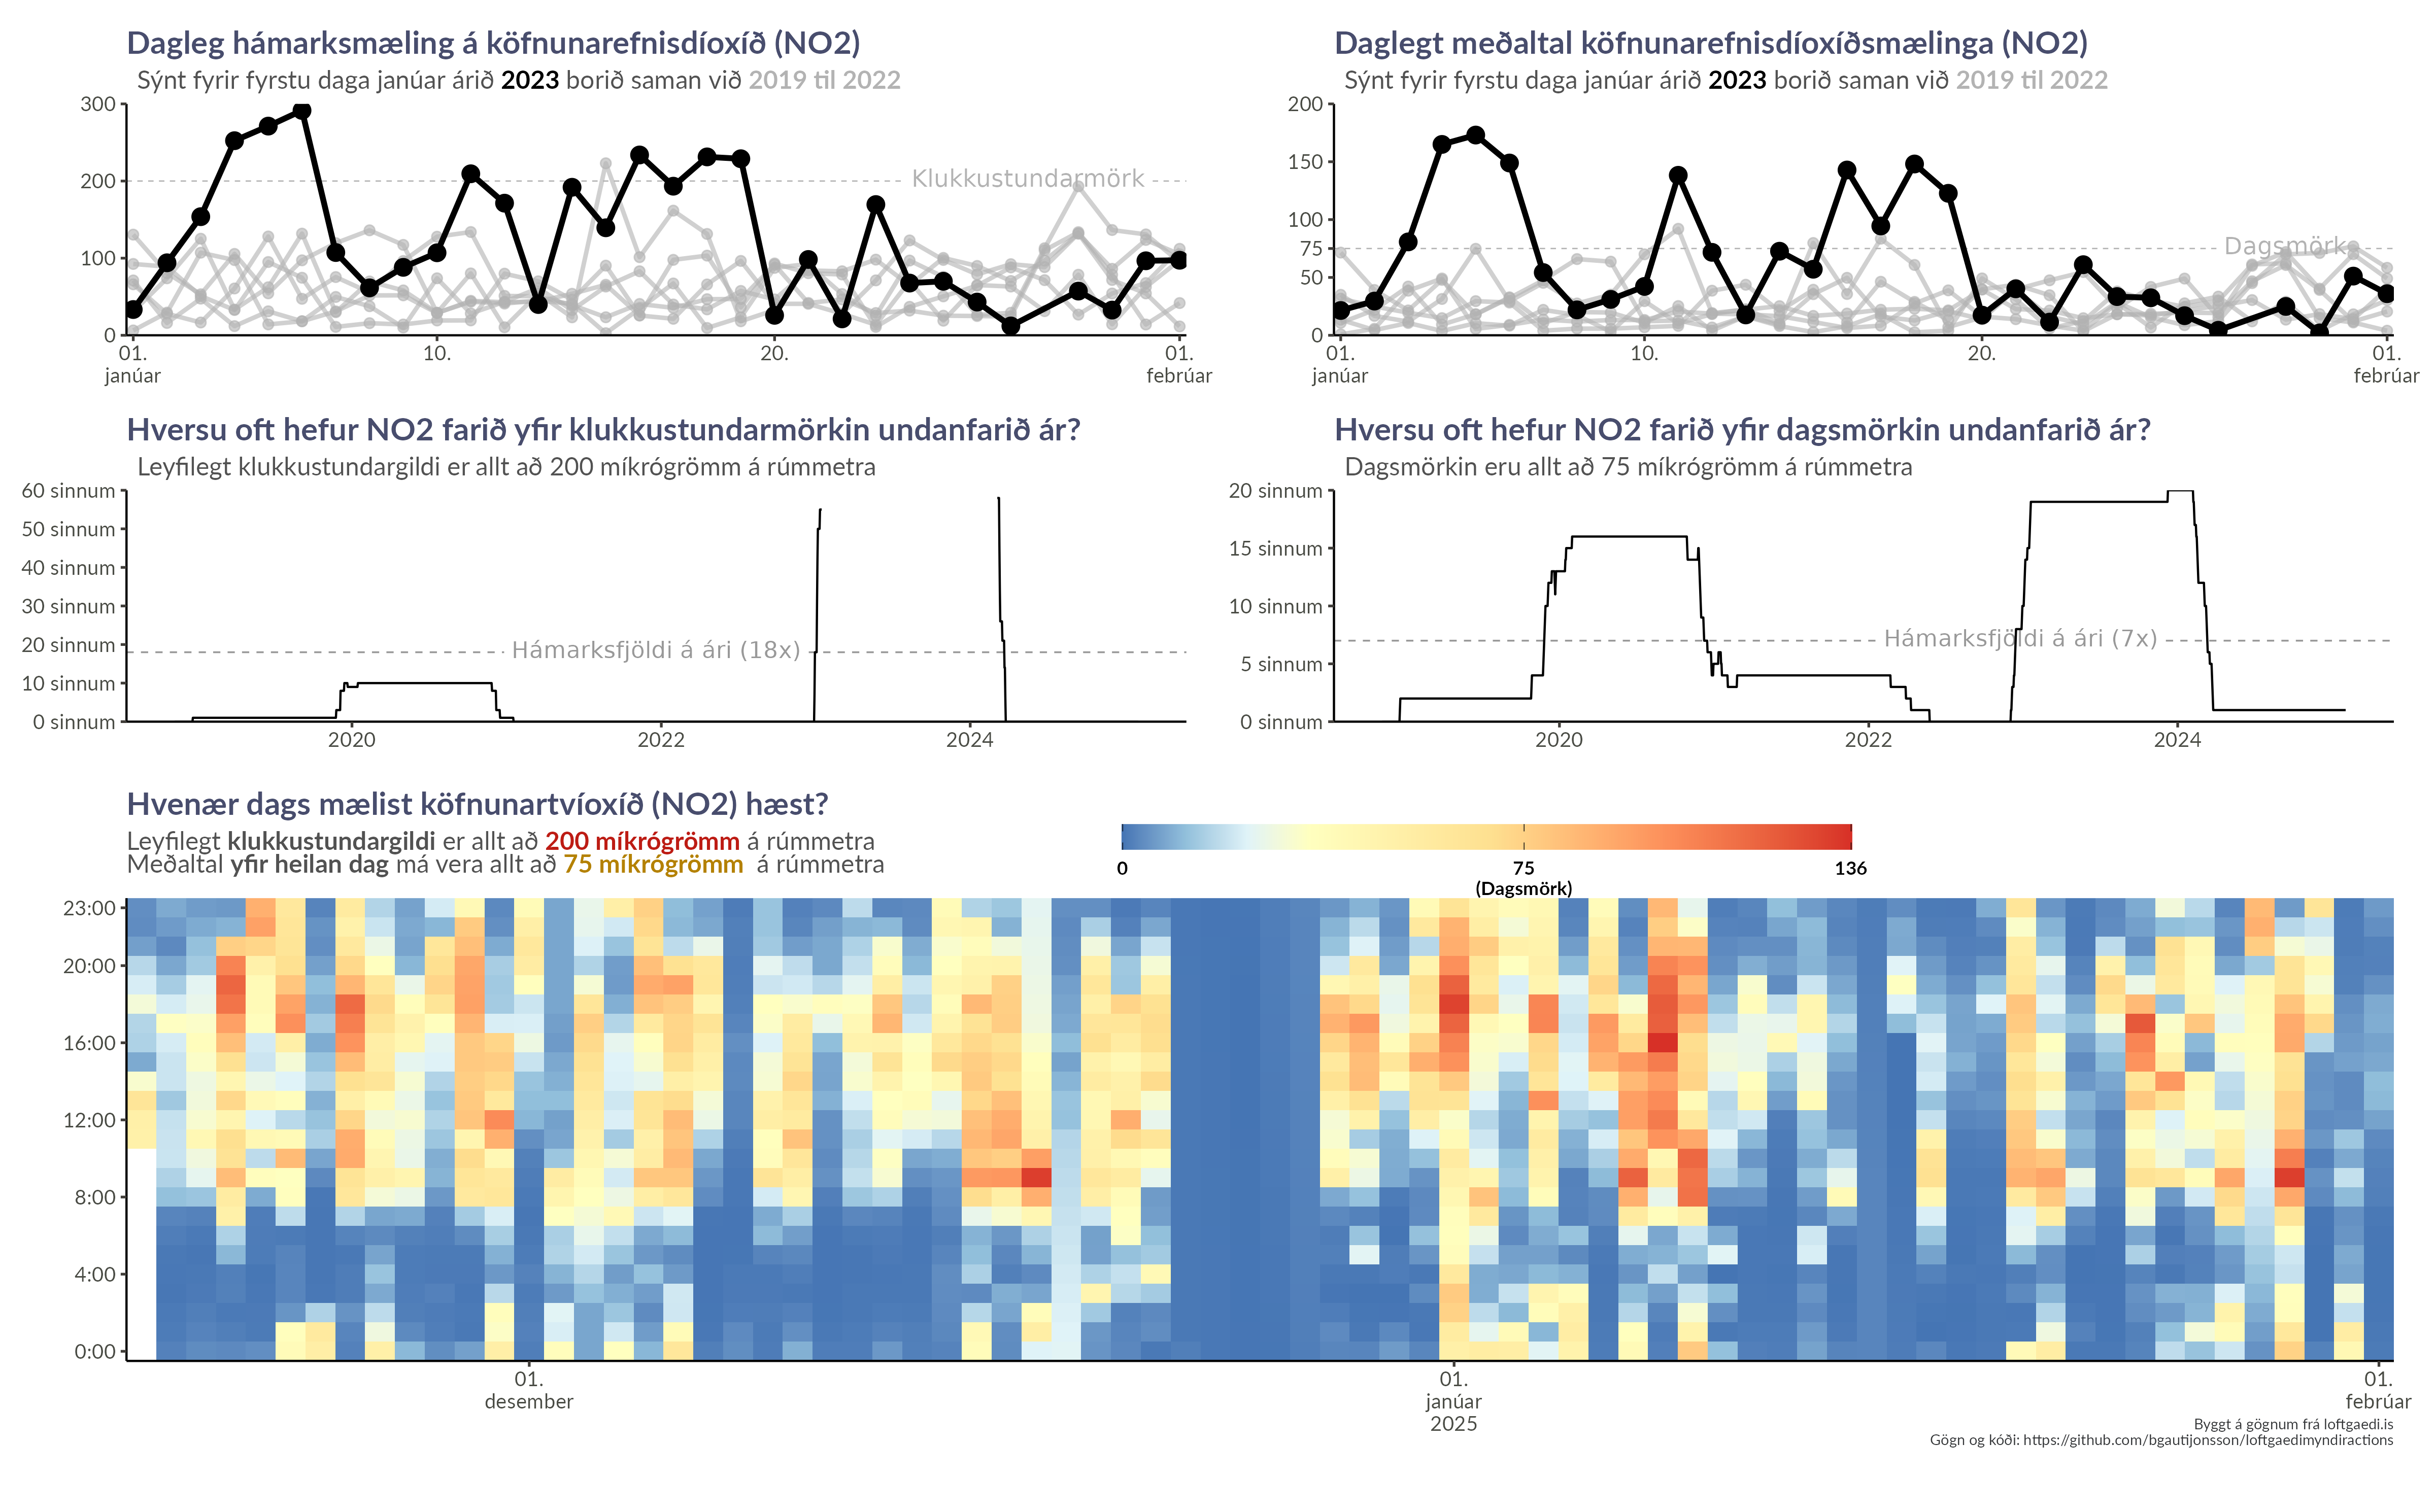 Dagleg hámarksmæling á köfnunarefnisdíoxíð (NO2)
Sýnt fyrir fyrstu daga janúar árið 2023 borið saman við 2019 til 2022
300
200
100
0
Klukkustundarmörk
01.
janúar
10.
20.
01.
febrúar
Daglegt meðaltal köfnunarefnisdíoxíðsmælinga (NO2)
Sýnt fyrir fyrstu daga janúar árið 2023 borið saman við 2019 til 2022
200
150
100
75
50
0
Dagsmörk
01.
janúar
10.
20.
01.
febrúar
Hversu oft hefur NO2 farið yfir klukkustundarmörkin undanfarið ár?
Leyfilegt klukkustundargildi er allt að 200 míkrógrömm á rúmmetra
60 sinnum
50 sinnum
40 sinnum
30 sinnum
20 sinnum
10 sinnum
0 sinnum
Hámarksfjöldi á ári (18x)
2020
2022
2024
Hversu oft hefur NO2 farið yfir dagsmörkin undanfarið ár?
Dagsmörkin eru allt að 75 míkrógrömm á rúmmetra
20 sinnum
15 sinnum
10 sinnum
5 sinnum
0 sinnum
Hámarksfjöldi á ári (7x)
2020
2022
2024
Hvenær dags mælist köfnunartvíoxíð (NO2) hæst?
Leyfilegt klukkustundargildi er allt að 200 míkrógrömm á rúmmetra
Meðaltal yfir heilan dag má vera allt að 75 míkrógrömm á rúmmetra
0
75
(Dagsmörk)
136
23:00
20:00
16:00
12:00
8:00
4:00
0:00
01.
desember
01.
janúar
2025
01.
febrúar
Byggt á gögnum frá loftgaedi.is
Gögn og kóði: https://github.com/bgautijonsson/loftgaedimyndiractions